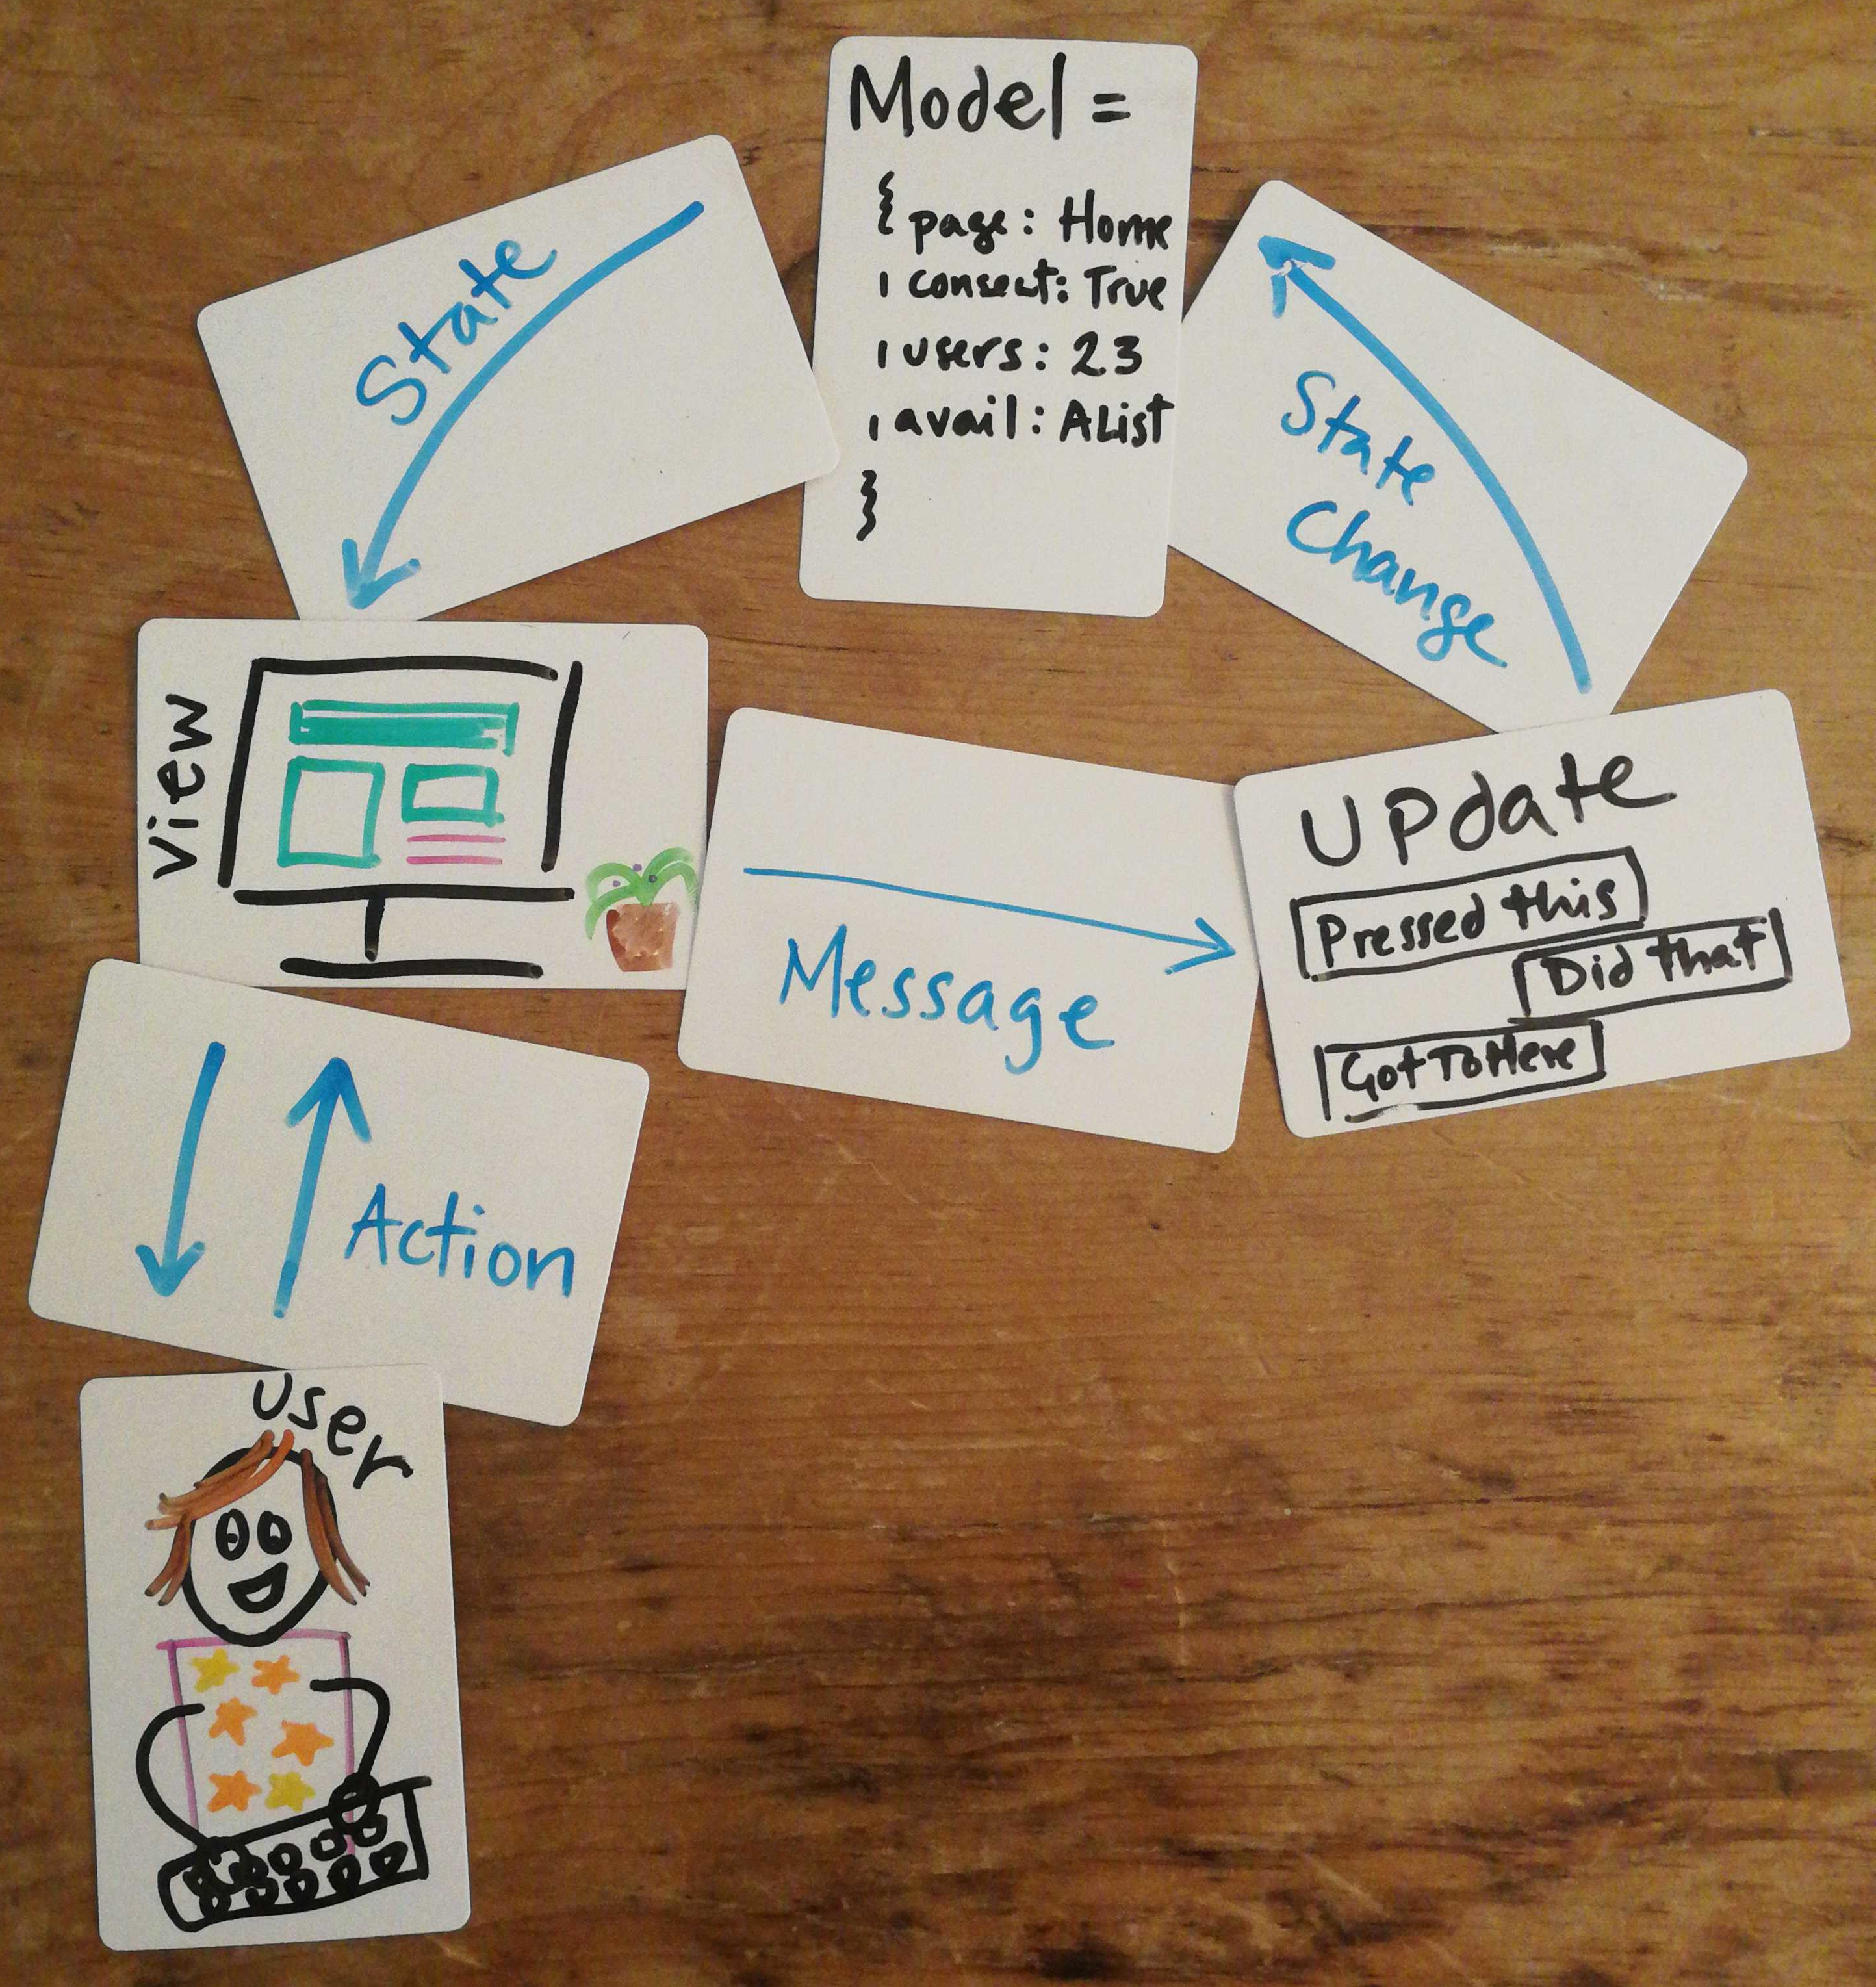 Model =
{ page: Home
, consent: True
, users: 23
, avail: AList
}
State
State
Change
View
Message
Update
Pressed this
Did that
GotToHere
Action
User